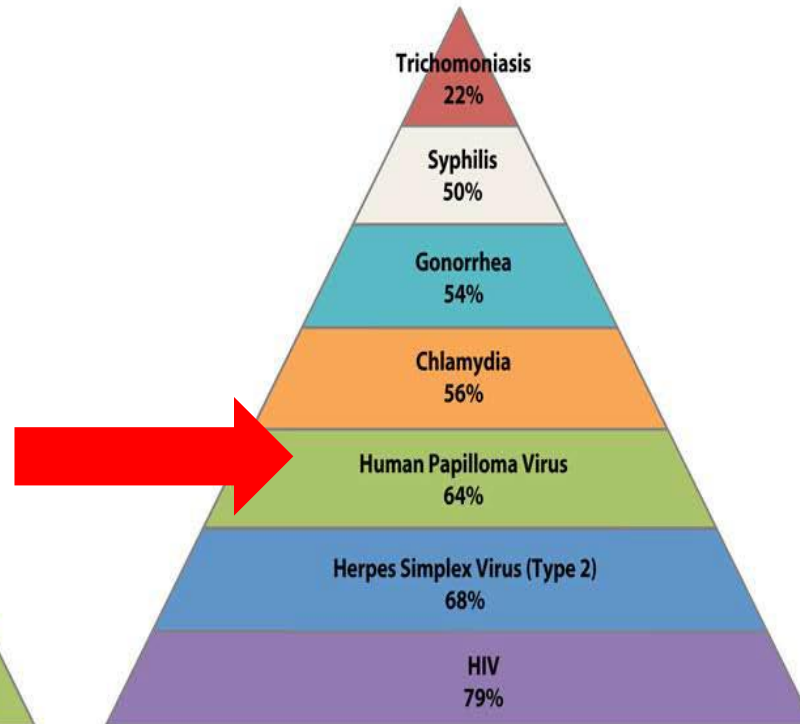 Trichomoniasis
22%
Syphilis
50%
Gonorrhea
54%
Chlamydia
56%
Human Papilloma Virus
64%
Herpes Simplex Virus (Type 2)
68%
HIV
79%